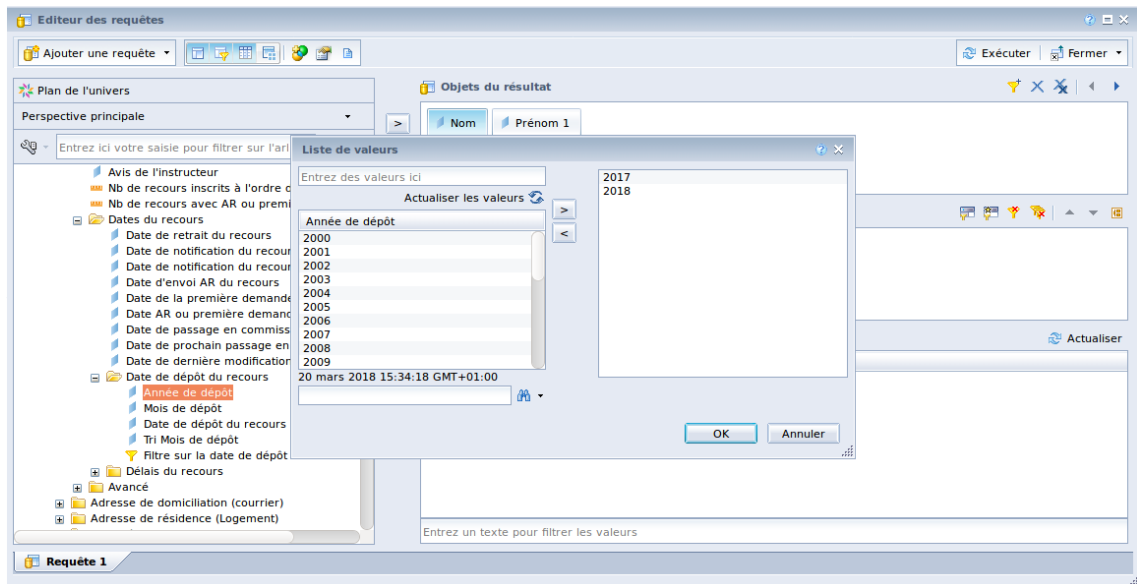 Editeur des requêtes
Ajouter une requête
Exécuter
Fermer
Plan de l'univers
Perspective principale
Entrez ici votre saisie pour filtrer sur l'arl
Avis de l'instructeur
Nb de recours inscrits à l'ordre d
Nb de recours avec AR ou premi
Dates du recours
Date de retrait du recours
Date de notification du recour
Date de notification du recour
Date d'envoi AR du recours
Date de la première demande
Date AR ou première demand
Date de passage en commiss
Date de prochain passage en
Date de dernière modification
Date de dépôt du recours
Année de dépôt
Mois de dépôt
Date de dépôt du recours
Tri Mois de dépôt
Filtre sur la date de dépôt
Délais du recours
Avancé
Adresse de domiciliation (courrier)
Adresse de résidence (Logement)
>
Objets du résultat
Nom
Prénom 1
Liste de valeurs
Entrez des valeurs ici
Actualiser les valeurs
Année de dépôt
2000
2001
2002
2003
2004
2005
2006
2007
2008
2009
20 mars 2018 15:34:18 GMT+01:00
>
<
2017
2018
OK
Annuler
Actualiser
Entrez un texte pour filtrer les valeurs
Requête 1